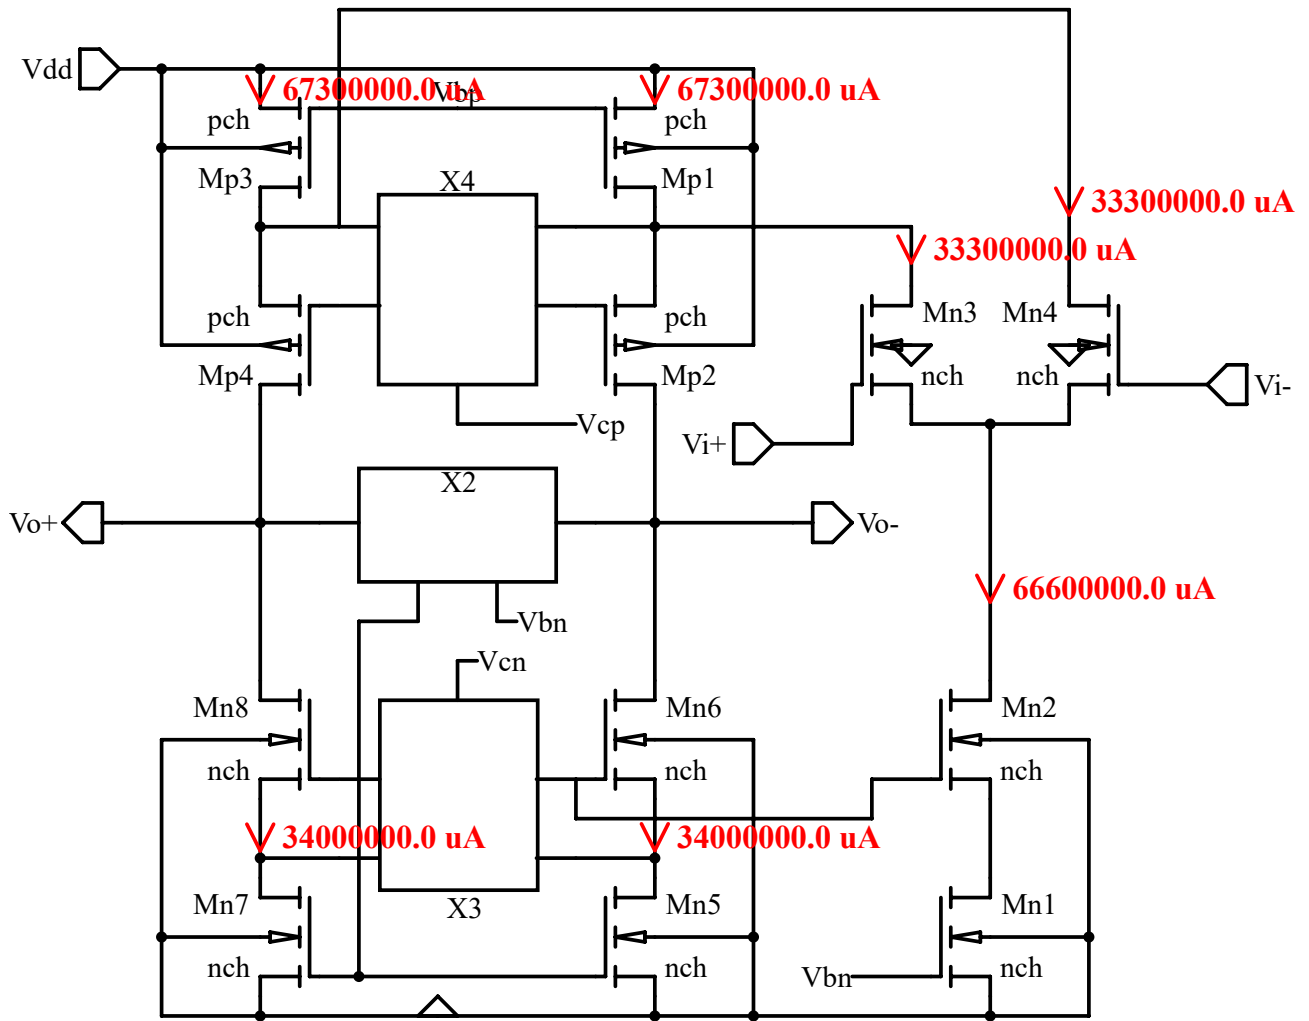 Vdd
67300000.0 uA
Vbp
67300000.0 uA
pch
pch
Mp3
X4
Mp1
33300000.0 uA
33300000.0 uA
pch
pch
Mn3
Mn4
Mp4
Mp2
nch
nch
Vi-
Vcp
Vi+
X2
Vo+
Vo-
66600000.0 uA
Vbn
Vcn
Mn8
Mn6
Mn2
nch
nch
nch
34000000.0 uA
34000000.0 uA
Mn7
X3
Mn5
Mn1
nch
nch
Vbn
nch